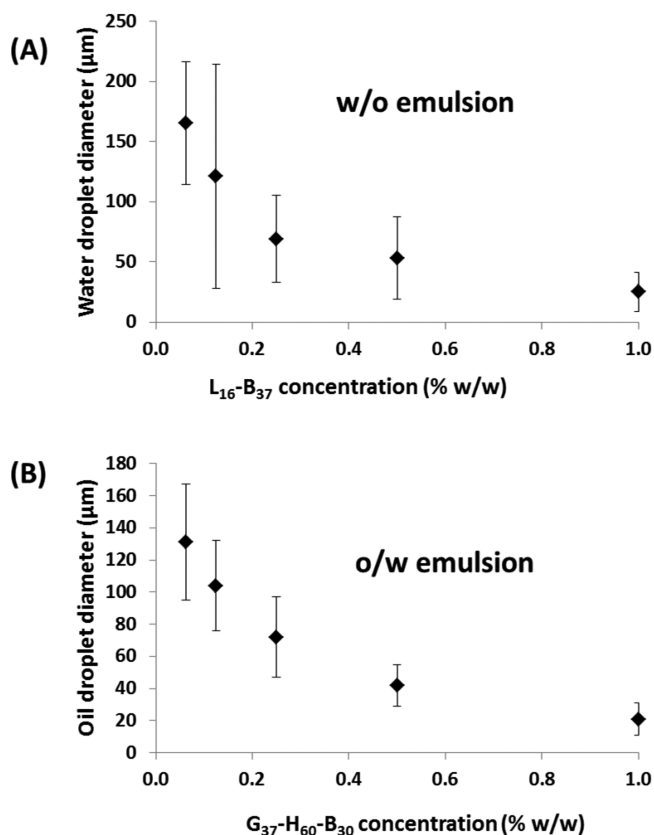 (A)
Water droplet diameter (μm)
250
200
150
100
50
0
w/o emulsion
0.0 0.2 0.4 0.6 0.8 1.0
L₁₆-B₃₇ concentration (% w/w)
(B)
Oil droplet diameter (μm)
180
160
140
120
100
80
60
40
20
0
o/w emulsion
0.0 0.2 0.4 0.6 0.8 1.0
G₃₇-H₆₀-B₃₀ concentration (% w/w)